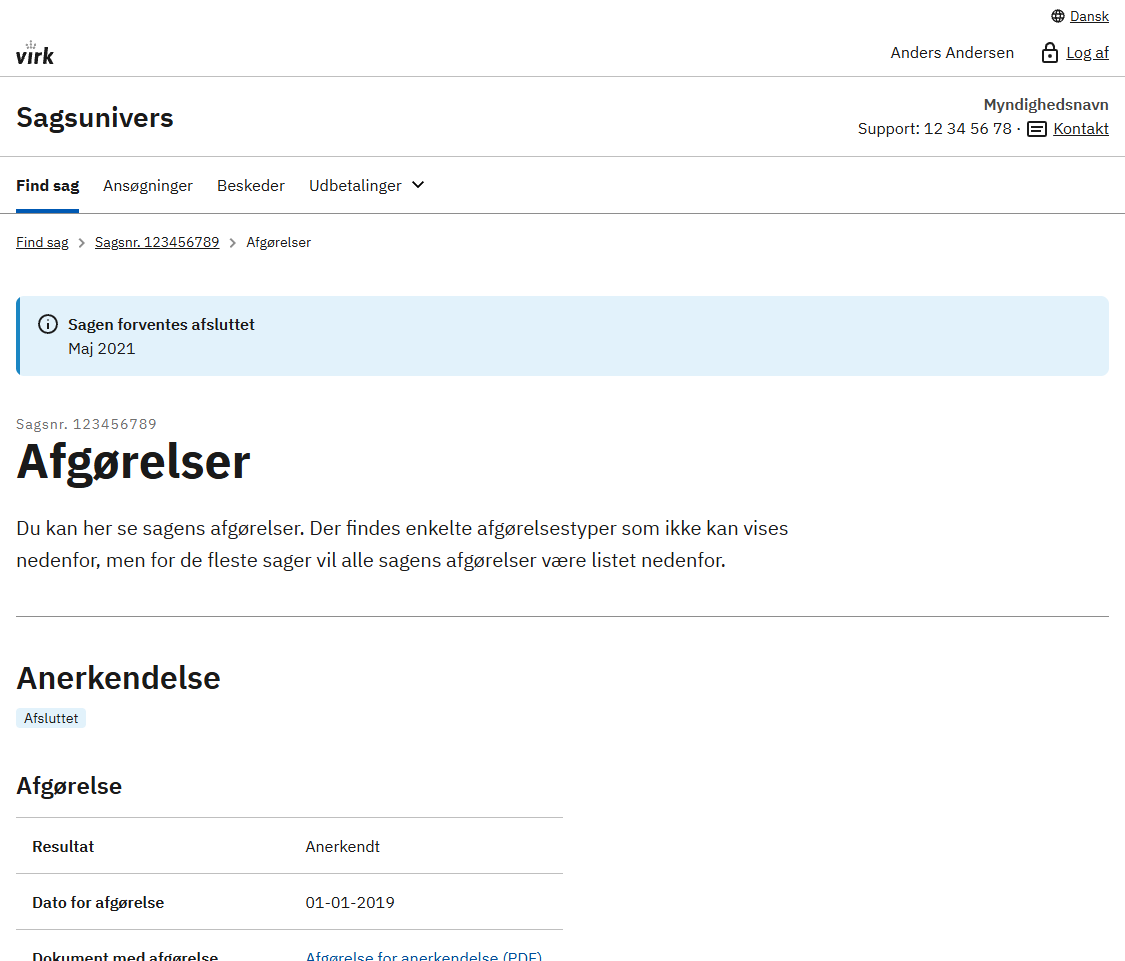 Dansk
virk
Anders Andersen
Log af
Sagsunivers
Myndighedsnavn
Support: 12 34 56 78 · Kontakt
Find sag Ansøgninger Beskeder Udbetalinger
Find sag > Sagsnr. 123456789 > Afgørelser
Sagen forventes afsluttet
Maj 2021
Sagsnr. 123456789
Afgørelser
Du kan her se sagens afgørelser. Der findes enkelte afgørelsestyper som ikke kan vises
nedenfor, men for de fleste sager vil alle sagens afgørelser være listet nedenfor.
Anerkendelse
Afsluttet
Afgørelse
Resultat Anerkendt
Dato for afgørelse 01-01-2019
Dokument med afgørelse Afgørelse for anerkendelse (PDF)